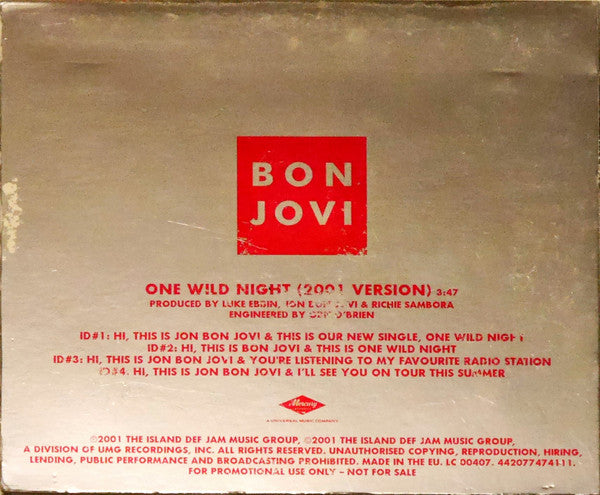 BON
JOVI
ONE WILD NIGHT (2001 VERSION) 3:47
PRODUCED BY LUKE EBBIN, JON BON JOVI & RICHIE SAMBORA
ENGINEERED BY O'BRIEN
ID#1: HI, THIS IS JON BON JOVI & THIS IS OUR NEW SINGLE, ONE WILD NIGHT
ID#2: HI, THIS IS BON JOVI & THIS IS ONE WILD NIGHT
ID#3: HI, THIS IS JON BON JOVI & YOU'RE LISTENING TO MY FAVOURITE RADIO STATION
ID#4: HI, THIS IS JON BON JOVI & I'LL SEE YOU ON TOUR THIS SUMMER
Mercury
A UNIVERSAL MUSIC COMPANY
℗2001 THE ISLAND DEF JAM MUSIC GROUP, ©2001 THE ISLAND DEF JAM MUSIC GROUP,
A DIVISION OF UMG RECORDINGS, INC. ALL RIGHTS RESERVED. UNAUTHORISED COPYING, REPRODUCTION, HIRING,
LENDING, PUBLIC PERFORMANCE AND BROADCASTING PROHIBITED. MADE IN THE EU. LC 00407. 442077474-1 1.
FOR PROMOTIONAL USE ONLY – NOT FOR SALE